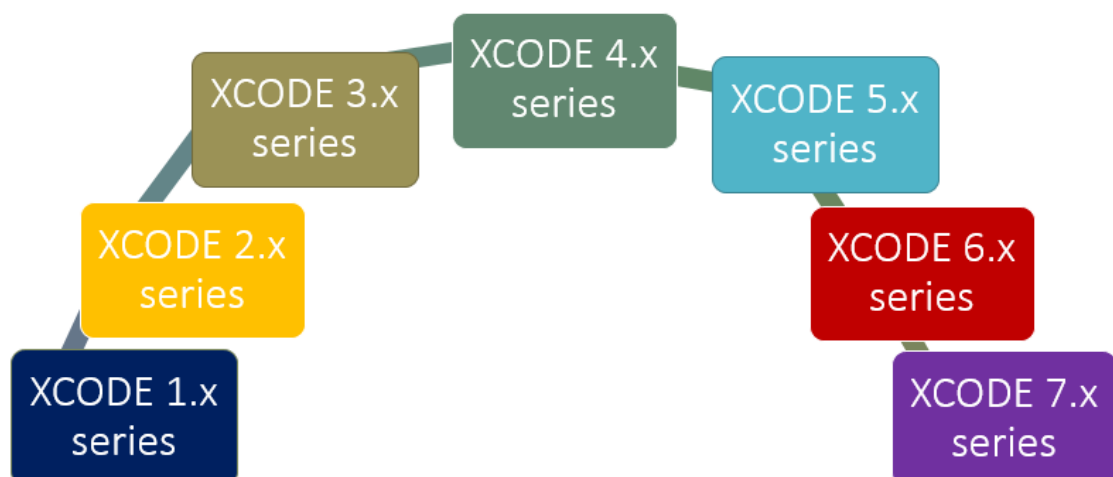 XCODE 1.x
series
XCODE 2.x
series
XCODE 3.x
series
XCODE 4.x
series
XCODE 5.x
series
XCODE 6.x
series
XCODE 7.x
series